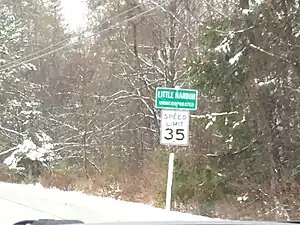 LITTLE HARBOR
UNINCORPORATED
SPEED
LIMIT
35